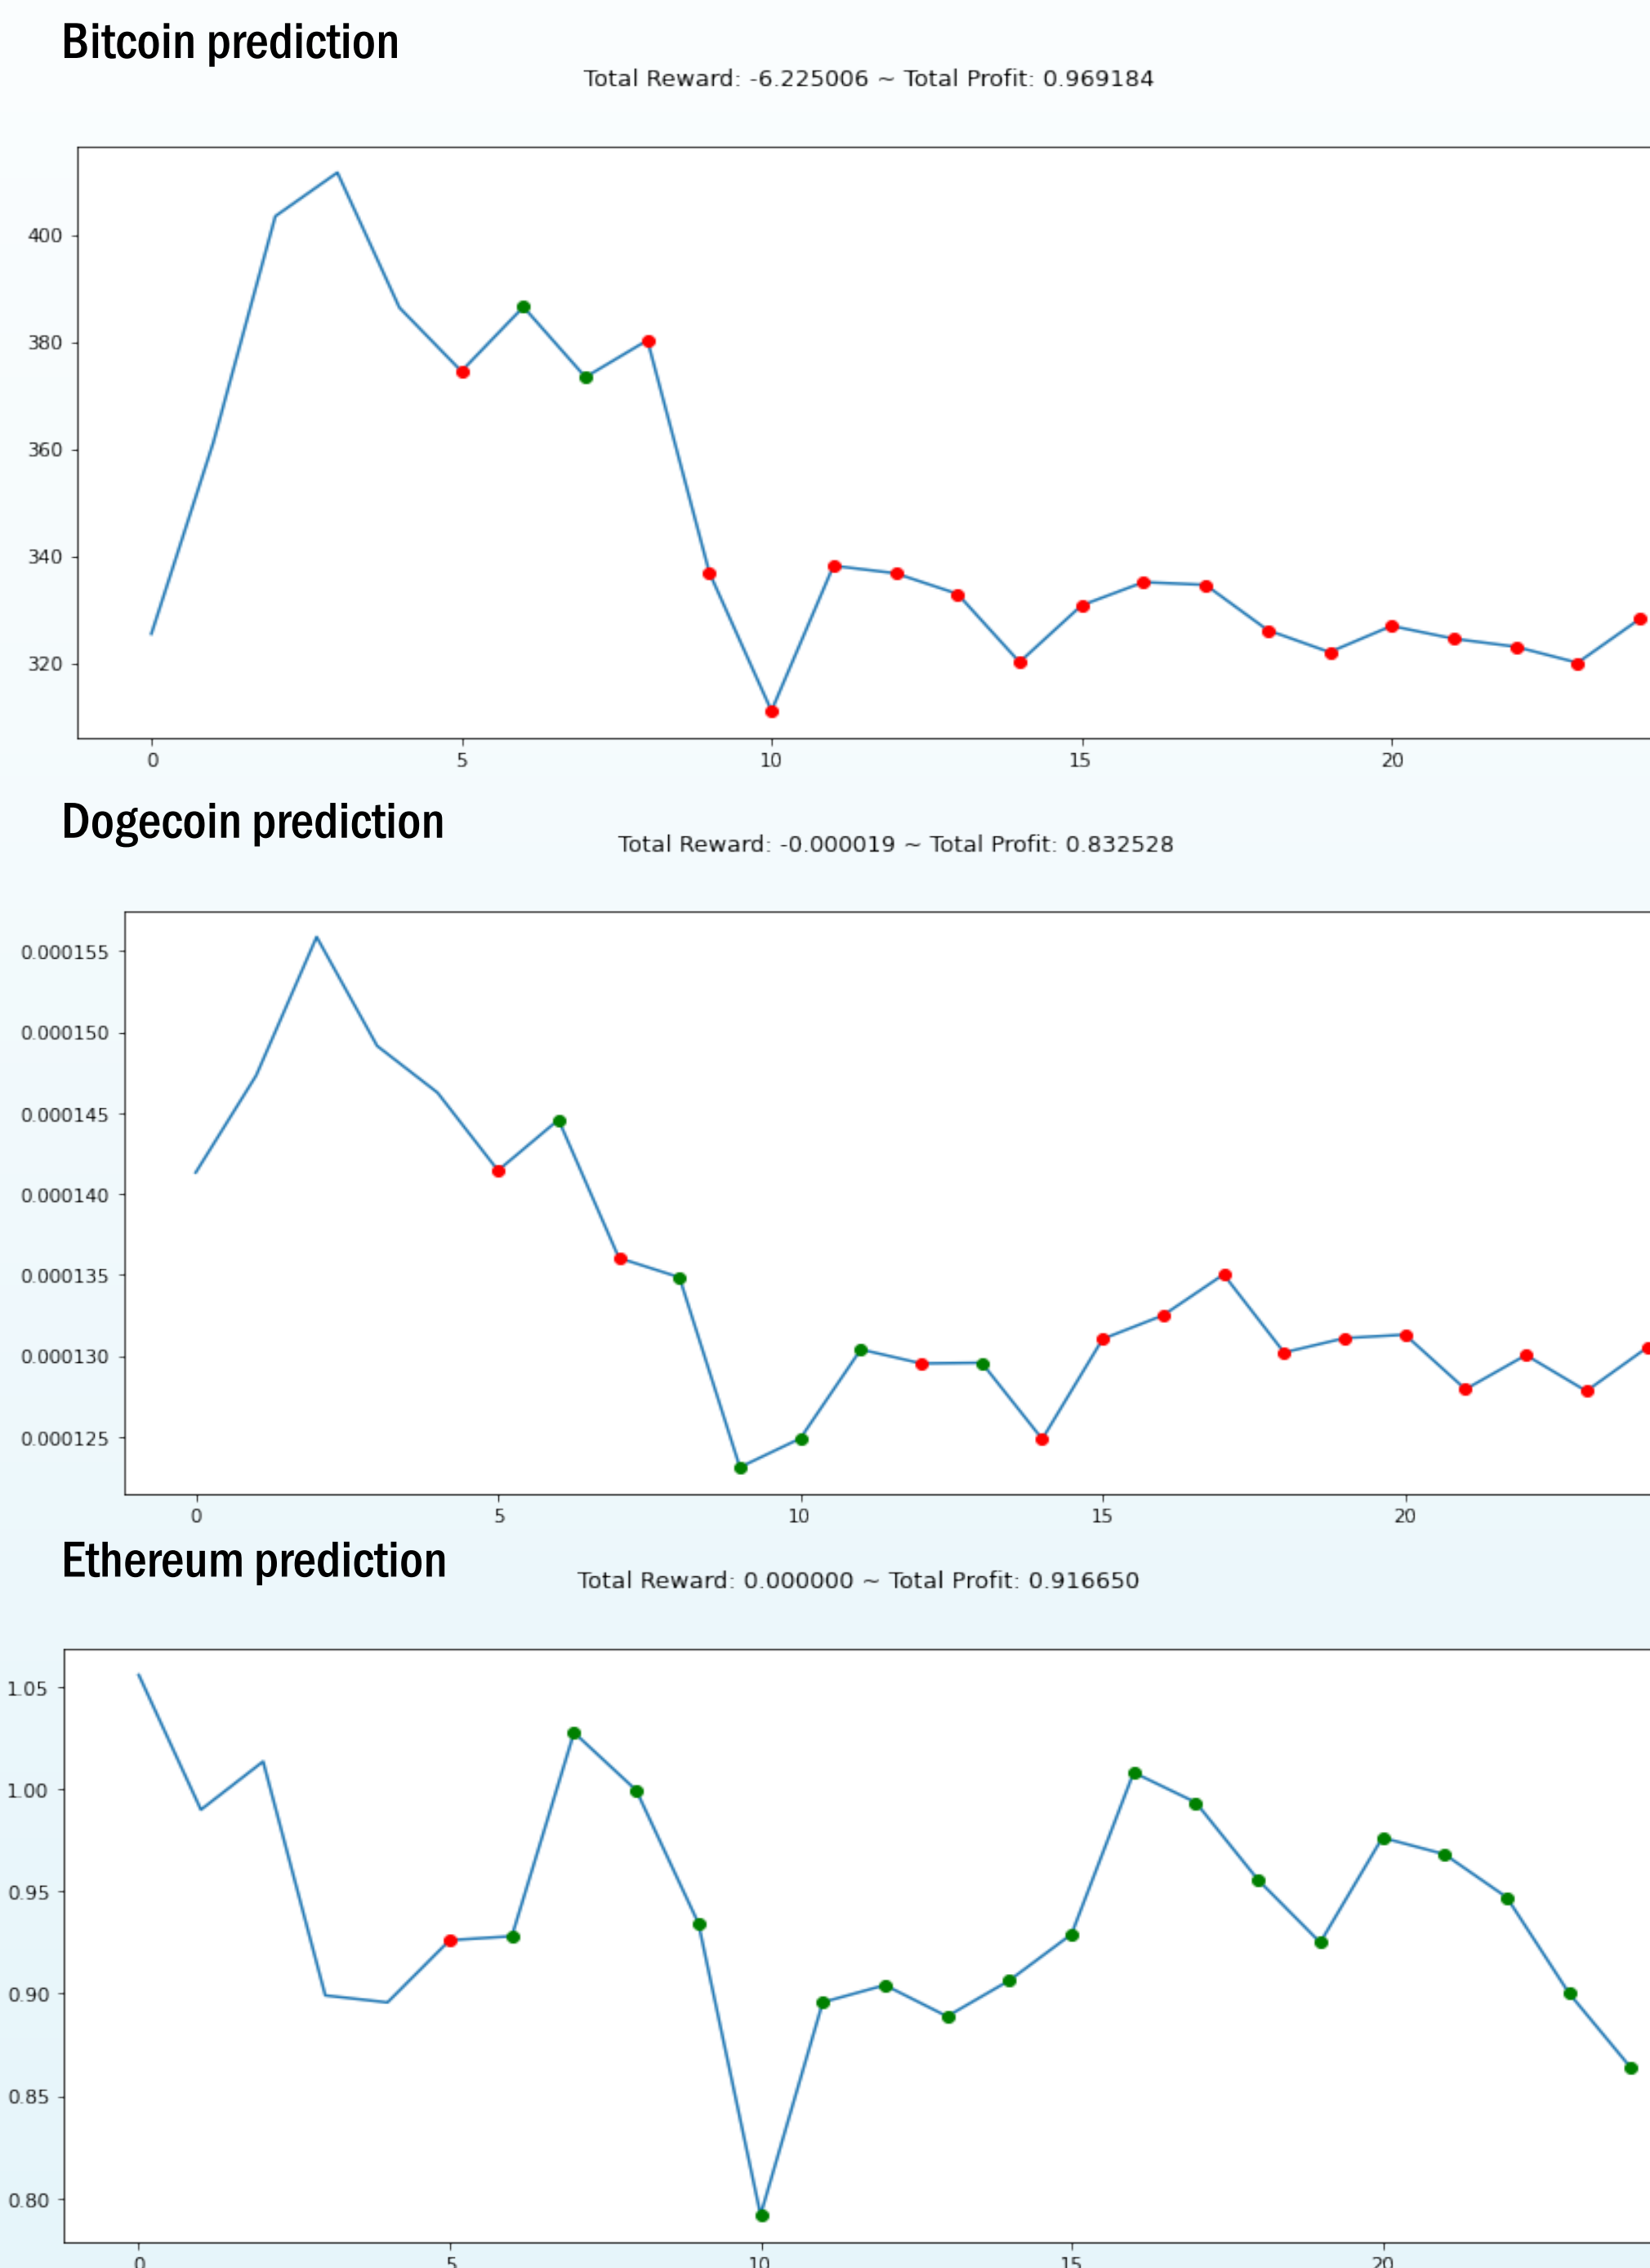 Bitcoin prediction
Total Reward: -6.225006 ~ Total Profit: 0.969184
400
380
360
340
320
0 5 10 15 20
Dogecoin prediction
Total Reward: -0.000019 ~ Total Profit: 0.832528
0.000155
0.000150
0.000145
0.000140
0.000135
0.000130
0.000125
0 5 10 15 20
Ethereum prediction
Total Reward: 0.000000 ~ Total Profit: 0.916650
1.05
1.00
0.95
0.90
0.85
0.80
0 5 10 15 20